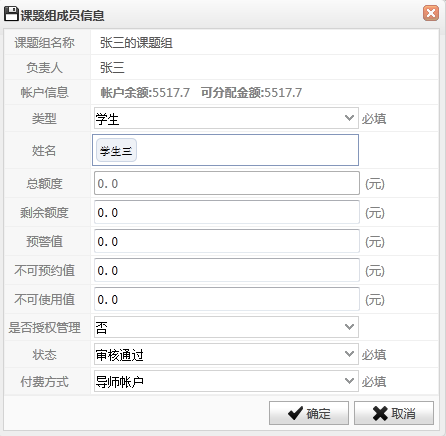 课题组成员信息
课题组名称 张三的课题组
负责人 张三
帐户信息 帐户余额:5517.7 可分配金额:5517.7
类型 学生 必填
姓名 学生三
总额度 0.0 (元)
剩余额度 0.0 (元)
预警值 0.0 (元)
不可预约值 0.0 (元)
不可使用值 0.0 (元)
是否授权管理 否
状态 审核通过 必填
付费方式 导师帐户 必填
确定 取消